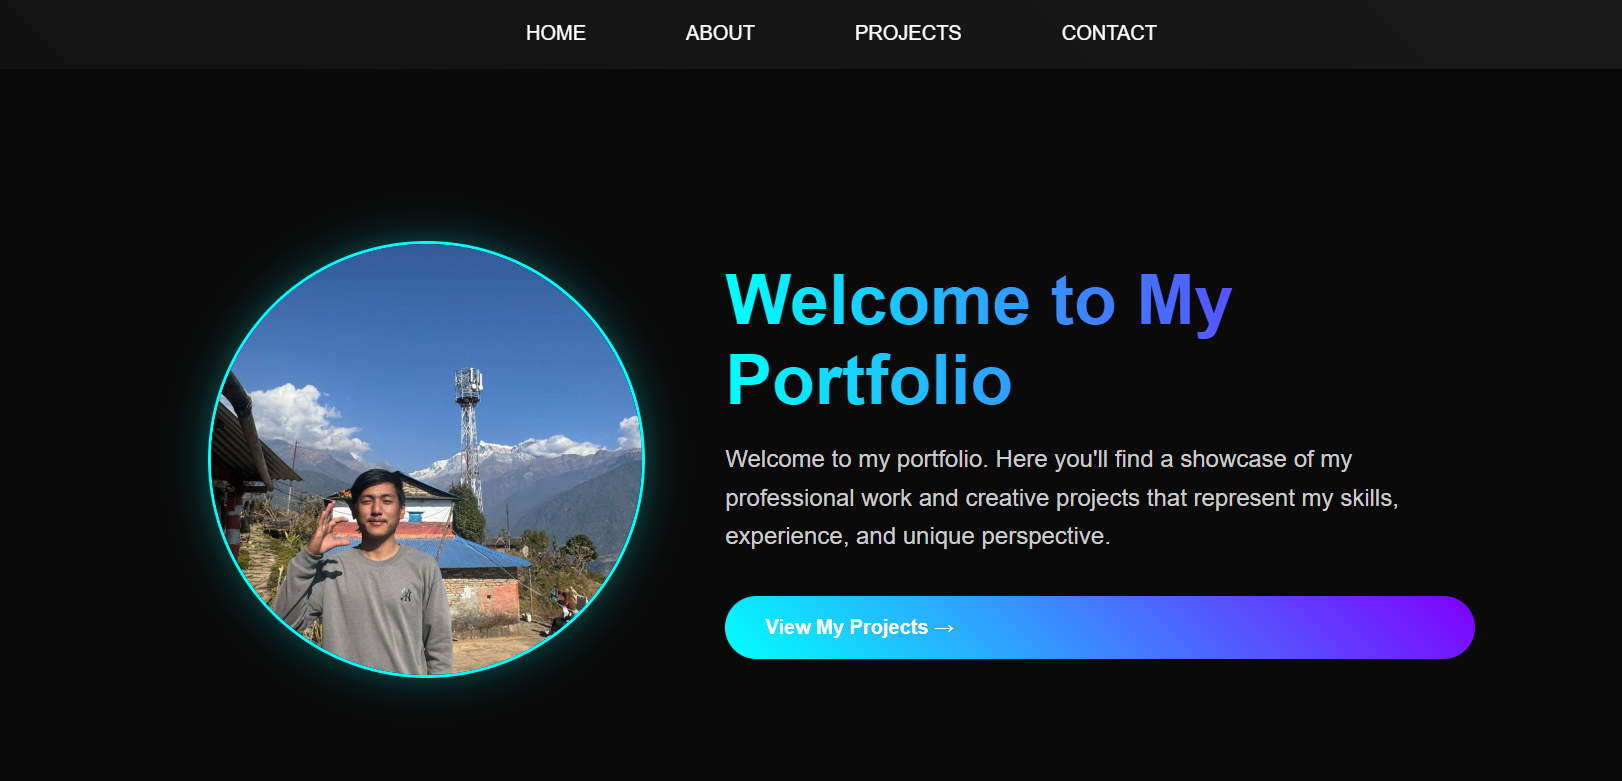 HOME ABOUT PROJECTS CONTACT
Welcome to My
Portfolio
Welcome to my portfolio. Here you'll find a showcase of my
professional work and creative projects that represent my skills,
experience, and unique perspective.
View My Projects →